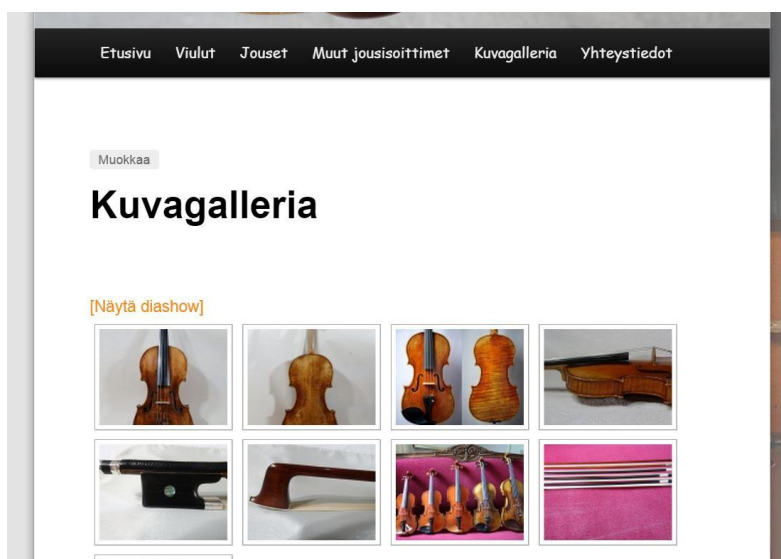 Etusivu Viulut Jouset Muut jousisoittimet Kuvagalleria Yhteystiedot
Muokkaa
Kuvagalleria
[Näytä diashow]